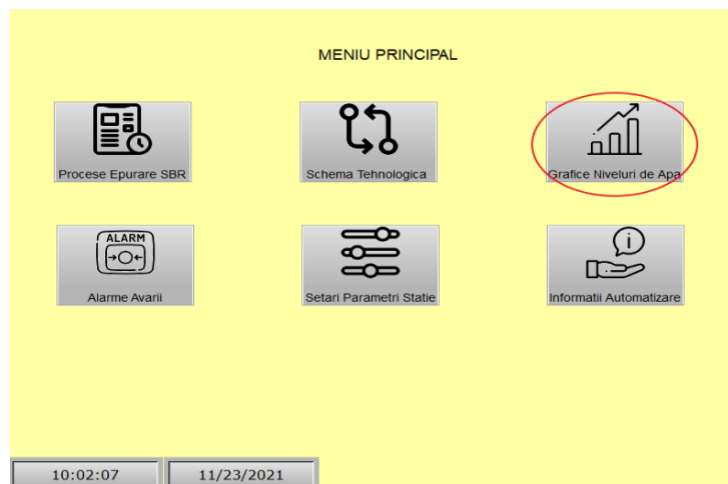 MENIU PRINCIPAL
Procese Epurare SBR
Schema Tehnologica
Grafice Niveluri de Apa
ALARM
Alarme Avarii
Setari Parametri Statie
Informatii Automatizare
10:02:07
11/23/2021